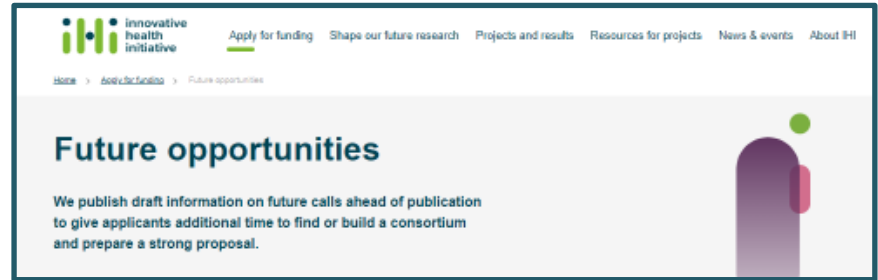 innovative
health
initiative
iHi
Apply for funding Shape our future research Projects and results Resources for projects News & events About IHI
Home > Apply for funding > Future opportunities
Future opportunities
We publish draft information on future calls ahead of publication
to give applicants additional time to find or build a consortium
and prepare a strong proposal.